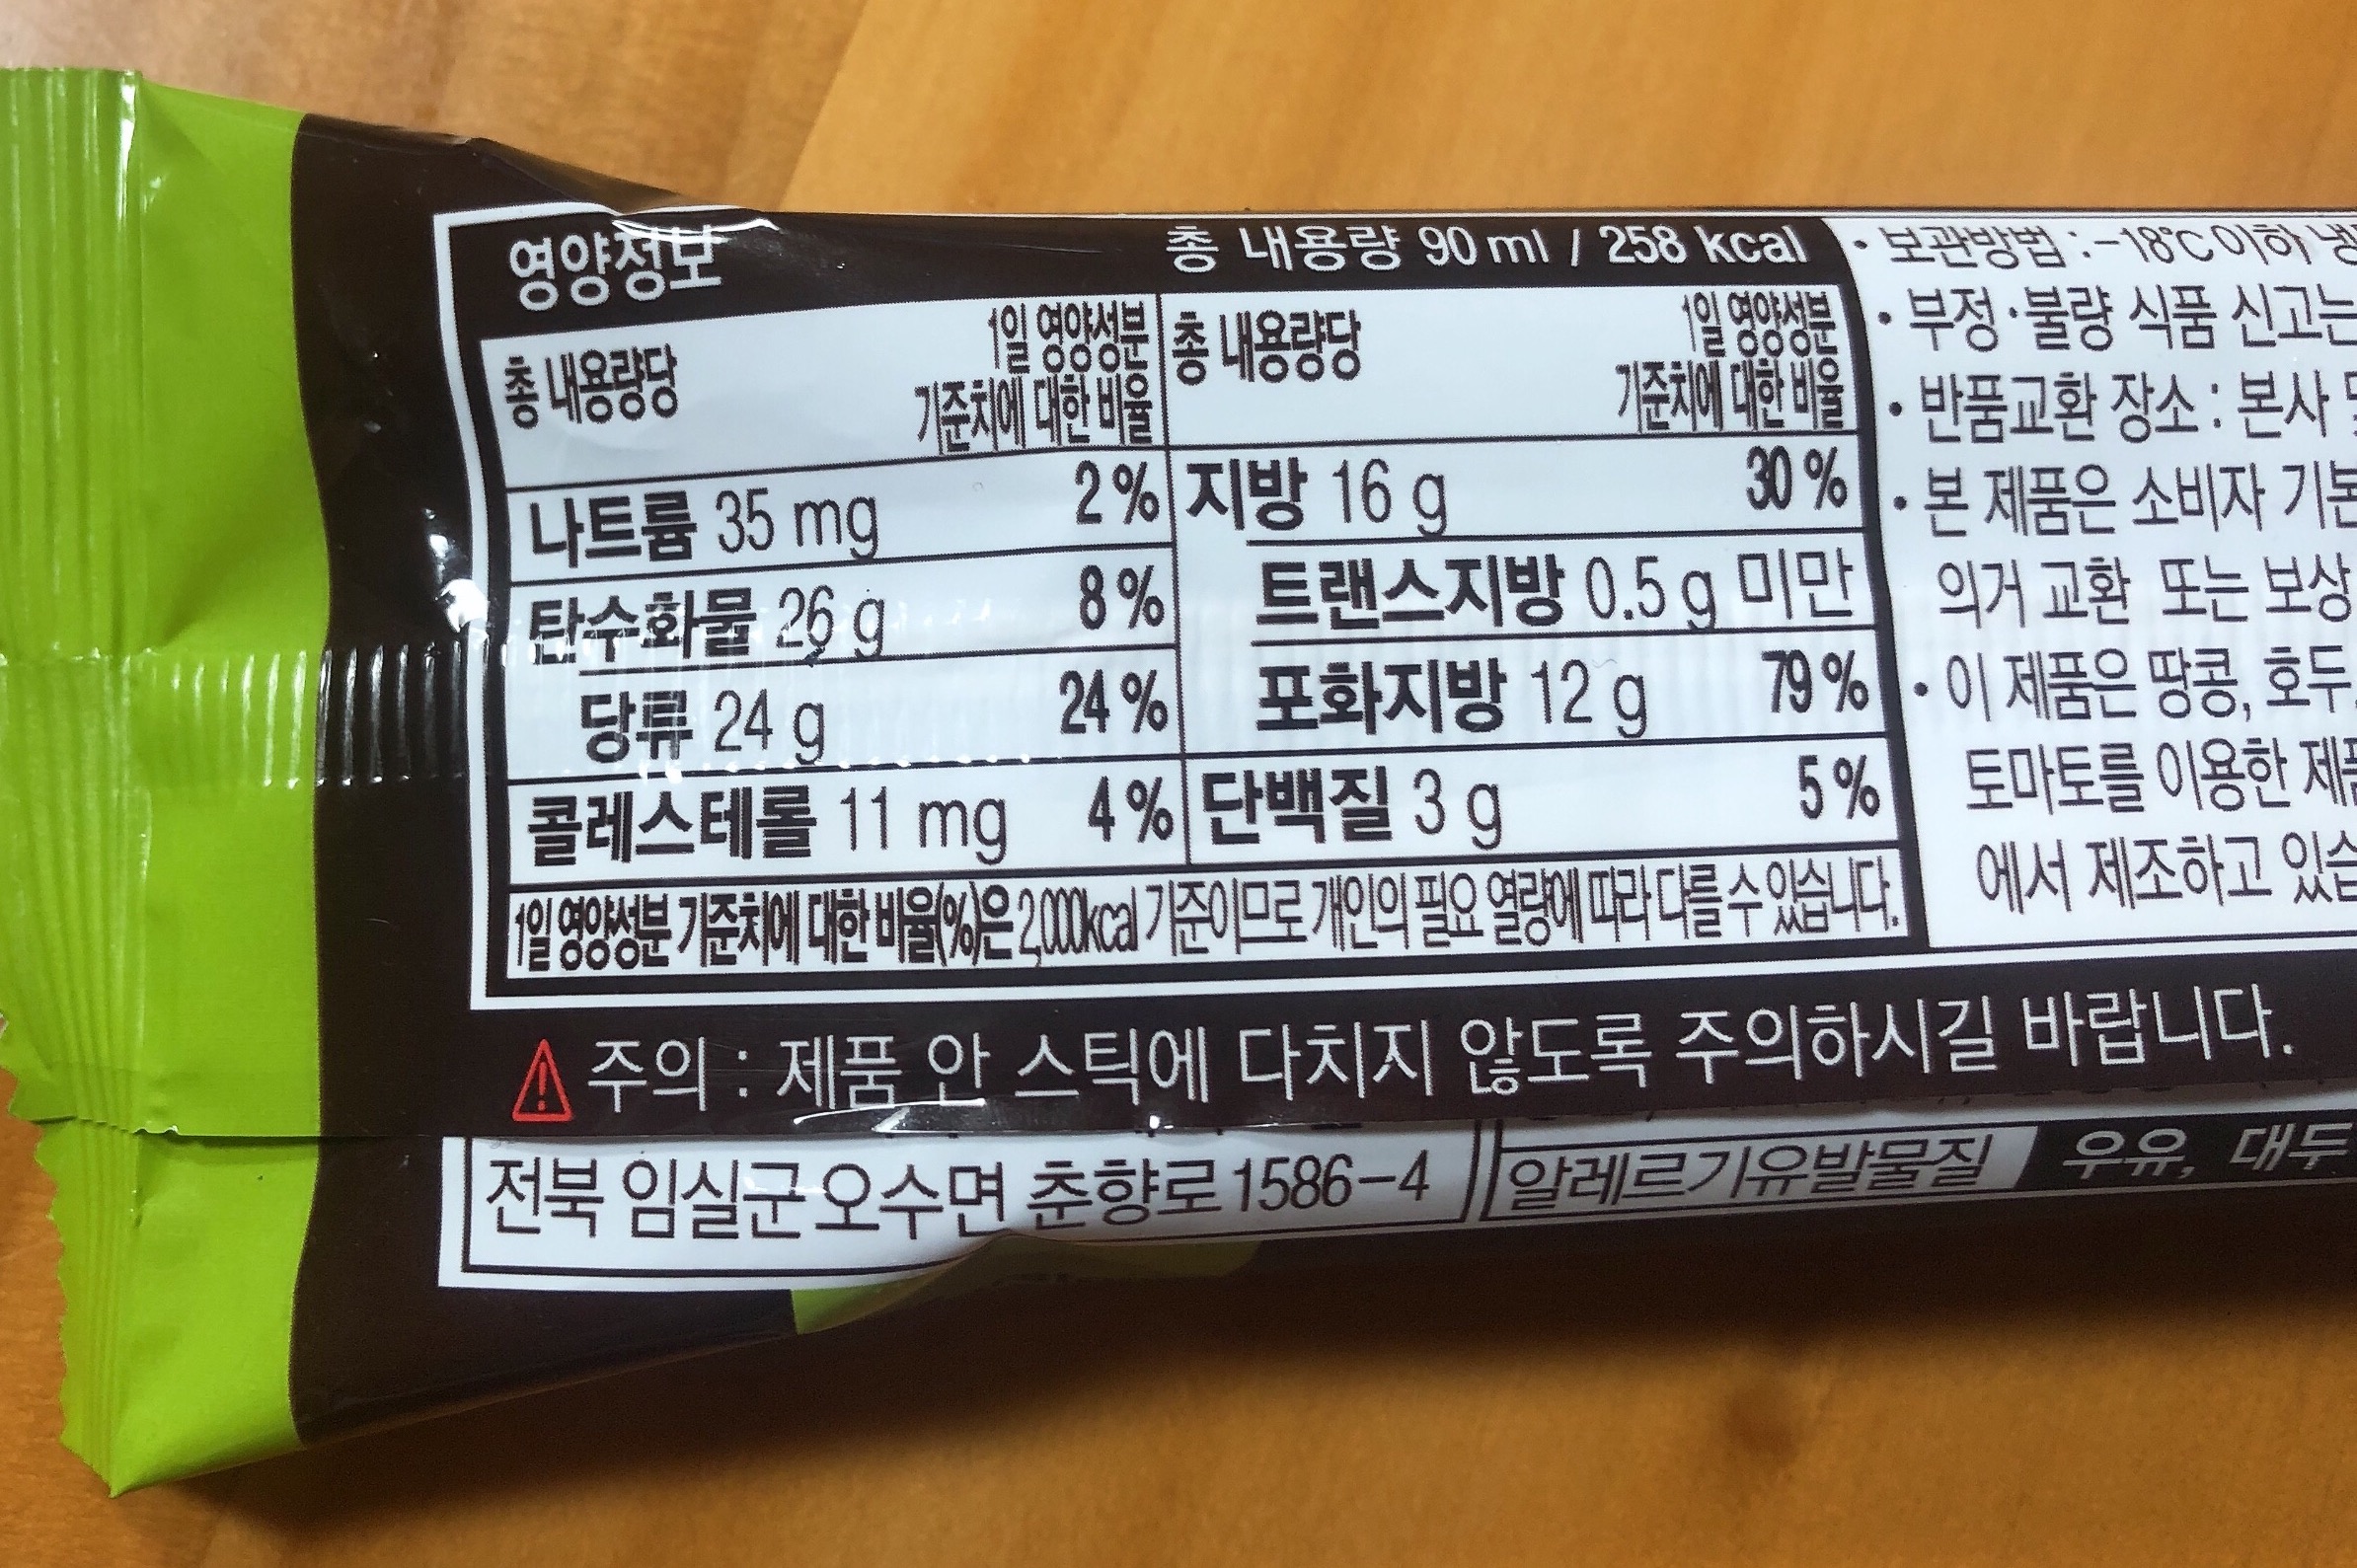 영양정보
총 내용량 90 ml / 258 kcal
총 내용량당
1일 영양성분
기준치에 대한 비율
총 내용량당
1일 영양성분
기준치에 대한 비율
나트륨 35 mg 2 %
탄수화물 26 g 8 %
당류 24 g 24 %
콜레스테롤 11 mg 4 %
지방 16 g 30 %
트랜스지방 0.5 g 미만
포화지방 12 g 79 %
단백질 3 g 5 %
1일 영양성분 기준치에 대한 비율(%)은 2,000kcal 기준이므로 개인의 필요 열량에 따라 다를 수 있습니다.
· 보관방법 : -18℃ 이하
· 부정·불량 식품 신고는
· 반품교환 장소 : 본사
· 본 제품은 소비자
의거 교환 또는 보상
· 이 제품은 땅콩, 호두,
토마토를 이용한
에서 제조하고
주의 : 제품 안 스틱에 다치지 않도록 주의하시길 바랍니다.
전북 임실군 오수면 춘향로 1586-4
알레르기유발물질
우유, 대두